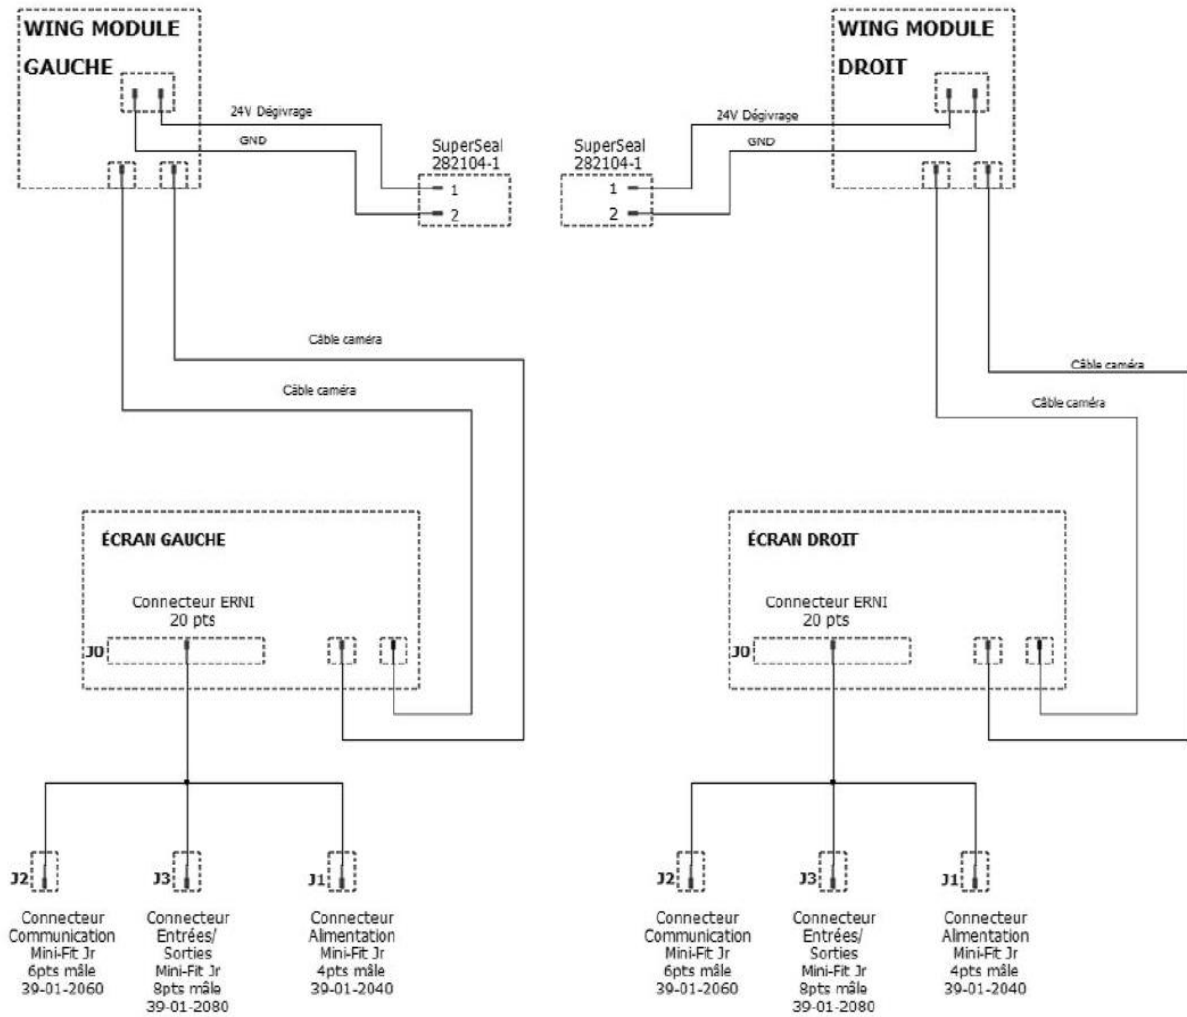 WING MODULE
GAUCHE
24V Dégivrage
GND
SuperSeal
282104-1
1
2
WING MODULE
DROIT
24V Dégivrage
GND
SuperSeal
282104-1
1
2
Câble caméra
Câble caméra
Câble caméra
Câble caméra
ÉCRAN GAUCHE
Connecteur ERNI
20 pts
J0
ÉCRAN DROIT
Connecteur ERNI
20 pts
J0
J2
Connecteur
Communication
Mini-Fit Jr
6pts mâle
39-01-2060
J3
Connecteur
Entrées/
Sorties
Mini-Fit Jr
8pts mâle
39-01-2080
J1
Connecteur
Alimentation
Mini-Fit Jr
4pts mâle
39-01-2040
J2
Connecteur
Communication
Mini-Fit Jr
6pts mâle
39-01-2060
J3
Connecteur
Entrées/
Sorties
Mini-Fit Jr
8pts mâle
39-01-2080
J1
Connecteur
Alimentation
Mini-Fit Jr
4pts mâle
39-01-2040